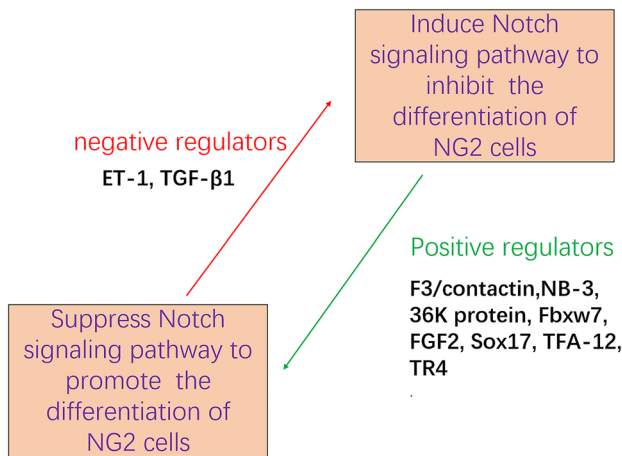 Induce Notch
signaling pathway to
inhibit the
differentiation of
NG2 cells
negative regulators
ET-1, TGF-β1
Positive regulators
F3/contactin,NB-3,
36K protein, Fbxw7,
FGF2, Sox17, TFA-12,
TR4
.
Suppress Notch
signaling pathway to
promote the
differentiation of
NG2 cells